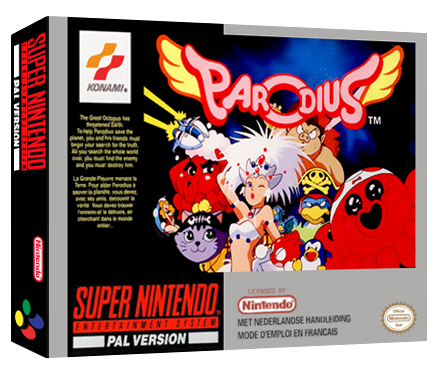 SUPER NINTENDO
ENTERTAINMENT SYSTEM
PAL VERSION
Nintendo
KONAMI®
PARODIUS™
The Great Octopus has
threatened Earth.
To help Parodius save the
planet, you and his friends must
begin your search for the truth.
All you search the whole world
over, you must find the enemy
and you must destroy him.
La Grande Pieuvre menace la
Terre. Pour aider Parodius à
sauver la planète, vous devez,
avec ses amis, découvrir la
vérité. Vous devez trouver
l'ennemi et le détruire, en
cherchant dans le monde
entier...
SUPER NINTENDO
ENTERTAINMENT SYSTEM
PAL VERSION
LICENSED BY
Nintendo
MET NEDERLANDSE HANDLEIDING
MODE D'EMPLOI EN FRANCAIS
Official
Nintendo
Seal